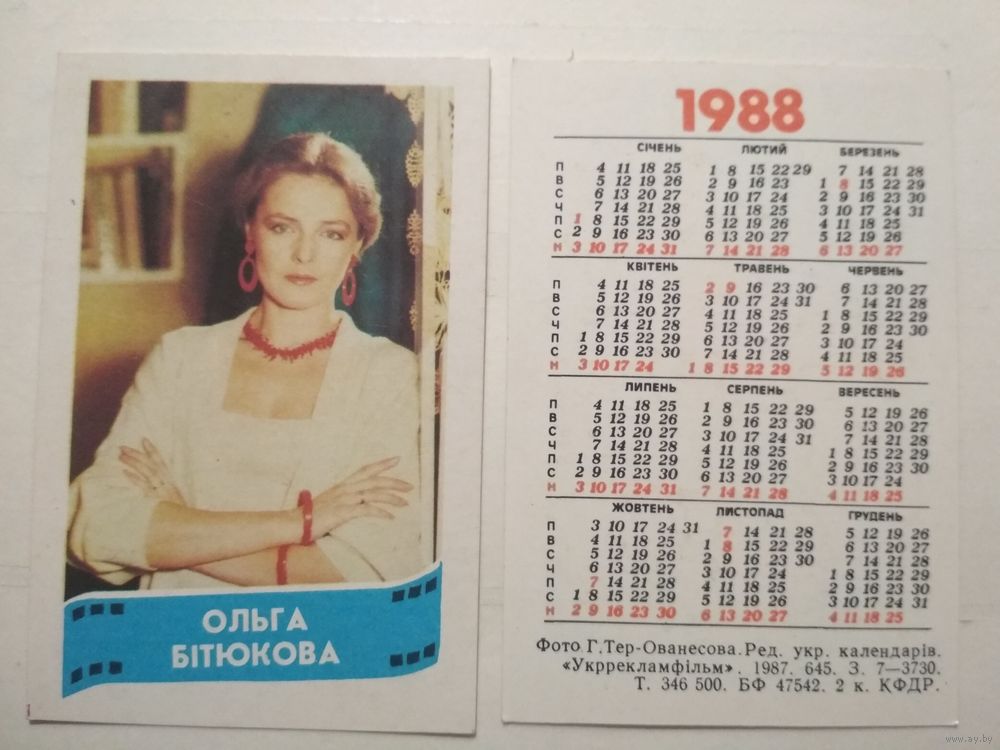 ОЛЬГА
БІТЮКОВА
1988
СІЧЕНЬ ЛЮТИЙ БЕРЕЗЕНЬ
П 4 11 18 25 1 8 15 22 29 7 14 21 28
В 5 12 19 26 2 9 16 23 1 8 15 22 29
С 6 13 20 27 3 10 17 24 2 9 16 23 30
Ч 7 14 21 28 4 11 18 25 3 10 17 24 31
П 1 8 15 22 29 5 12 19 26 4 11 18 25
С 2 9 16 23 30 6 13 20 27 5 12 19 26
Н 3 10 17 24 31 7 14 21 28 6 13 20 27
КВІТЕНЬ ТРАВЕНЬ ЧЕРВЕНЬ
П 4 11 18 25 2 9 16 23 30 6 13 20 27
В 5 12 19 26 3 10 17 24 31 7 14 21 28
С 6 13 20 27 4 11 18 25 1 8 15 22 29
Ч 7 14 21 28 5 12 19 26 2 9 16 23 30
П 1 8 15 22 29 6 13 20 27 3 10 17 24
С 2 9 16 23 30 7 14 21 28 4 11 18 25
Н 3 10 17 24 1 8 15 22 29 5 12 19 26
ЛИПЕНЬ СЕРПЕНЬ ВЕРЕСЕНЬ
П 4 11 18 25 1 8 15 22 29 5 12 19 26
В 5 12 19 26 2 9 16 23 30 6 13 20 27
С 6 13 20 27 3 10 17 24 31 7 14 21 28
Ч 7 14 21 28 4 11 18 25 1 8 15 22 29
П 1 8 15 22 29 5 12 19 26 2 9 16 23 30
С 2 9 16 23 30 6 13 20 27 3 10 17 24
Н 3 10 17 24 31 7 14 21 28 4 11 18 25
ЖОВТЕНЬ ЛИСТОПАД ГРУДЕНЬ
П 3 10 17 24 31 7 14 21 28 5 12 19 26
В 4 11 18 25 1 8 15 22 29 6 13 20 27
С 5 12 19 26 2 9 16 23 30 7 14 21 28
Ч 6 13 20 27 3 10 17 24 1 8 15 22 29
П 7 14 21 28 4 11 18 25 2 9 16 23 30
С 1 8 15 22 29 5 12 19 26 3 10 17 24 31
Н 2 9 16 23 30 6 13 20 27 4 11 18 25
Фото Г.Тер-Ованесова.Ред. укр. календарів.
«Укррекламфільм». 1987. 645. З. 7—3730.
Т. 346 500. БФ 47542. 2 к. КФДР.
www.ay.by